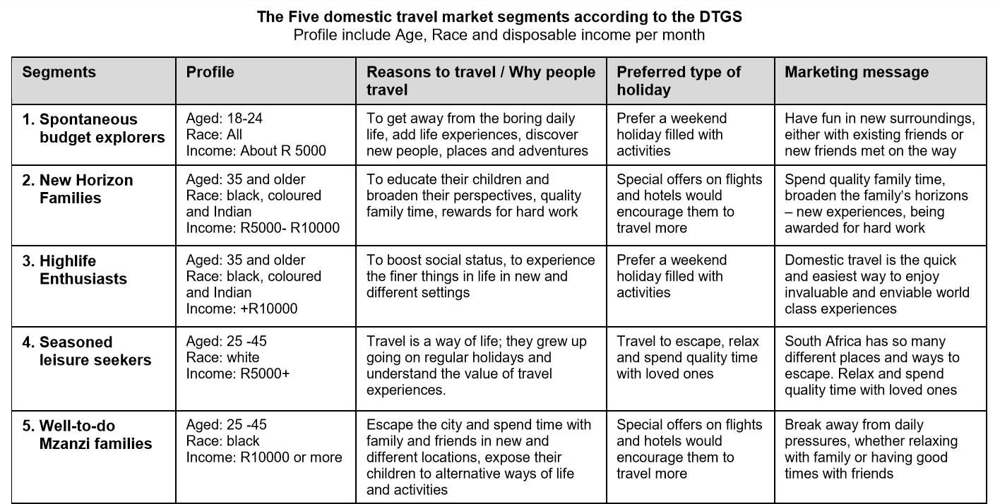 The Five domestic travel market segments according to the DTGS
Profile include Age, Race and disposable income per month
Segments
Profile
Reasons to travel / Why people
travel
Preferred type of
holiday
Marketing message
1. Spontaneous
budget explorers
Aged: 18-24
Race: All
Income: About R 5000
To get away from the boring daily
life, add life experiences, discover
new people, places and adventures
Prefer a weekend
holiday filled with
activities
Have fun in new surroundings,
either with existing friends or
new friends met on the way
2. New Horizon
Families
Aged: 35 and older
Race: black, coloured
and Indian
Income: R5000- R10000
To educate their children and
broaden their perspectives, quality
family time, rewards for hard work
Special offers on flights
and hotels would
encourage them to
travel more
Spend quality family time,
broaden the family's horizons
– new experiences, being
awarded for hard work
3. Highlife
Enthusiasts
Aged: 35 and older
Race: black, coloured
and Indian
Income: +R10000
To boost social status, to experience
the finer things in life in new and
different settings
Prefer a weekend
holiday filled with
activities
Domestic travel is the quick
and easiest way to enjoy
invaluable and enviable world
class experiences
4. Seasoned
leisure seekers
Aged: 25 -45
Race: white
Income: R5000+
Travel is a way of life; they grew up
going on regular holidays and
understand the value of travel
experiences.
Travel to escape, relax
and spend quality time
with loved ones
South Africa has so many
different places and ways to
escape. Relax and spend
quality time with loved ones
5. Well-to-do
Mzanzi families
Aged: 25 -45
Race: black
Income: R10000 or more
Escape the city and spend time with
family and friends in new and
different locations, expose their
children to alternative ways of life
and activities
Special offers on flights
and hotels would
encourage them to
travel more
Break away from daily
pressures, whether relaxing
with family or having good
times with friends